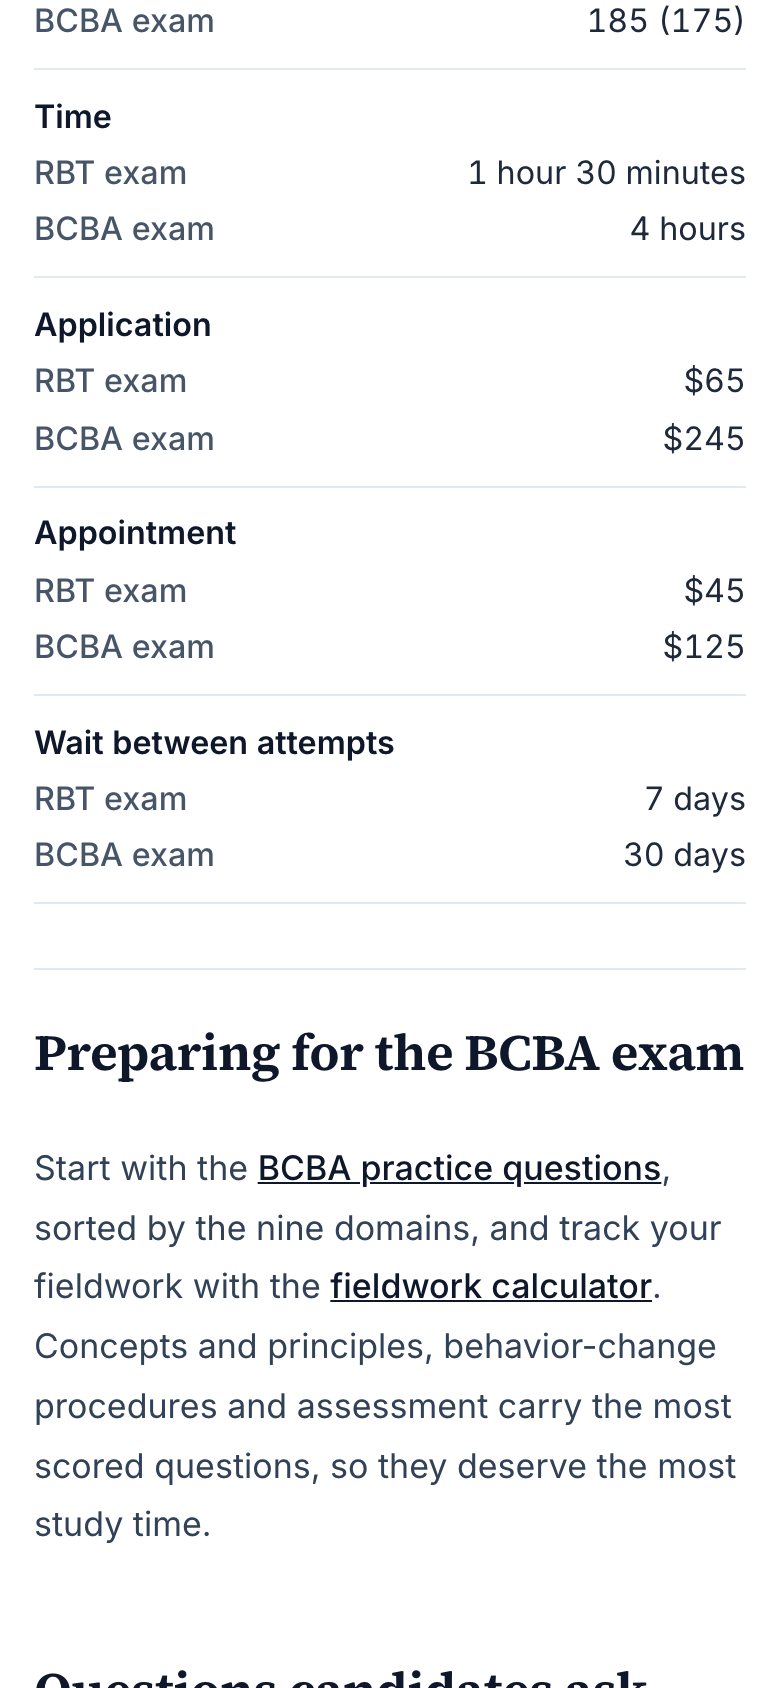 BCBA exam 185 (175)
Time
RBT exam 1 hour 30 minutes
BCBA exam 4 hours
Application
RBT exam $65
BCBA exam $245
Appointment
RBT exam $45
BCBA exam $125
Wait between attempts
RBT exam 7 days
BCBA exam 30 days
Preparing for the BCBA exam
Start with the BCBA practice questions,
sorted by the nine domains, and track your
fieldwork with the fieldwork calculator.
Concepts and principles, behavior-change
procedures and assessment carry the most
scored questions, so they deserve the most
study time.
Questions candidates ask